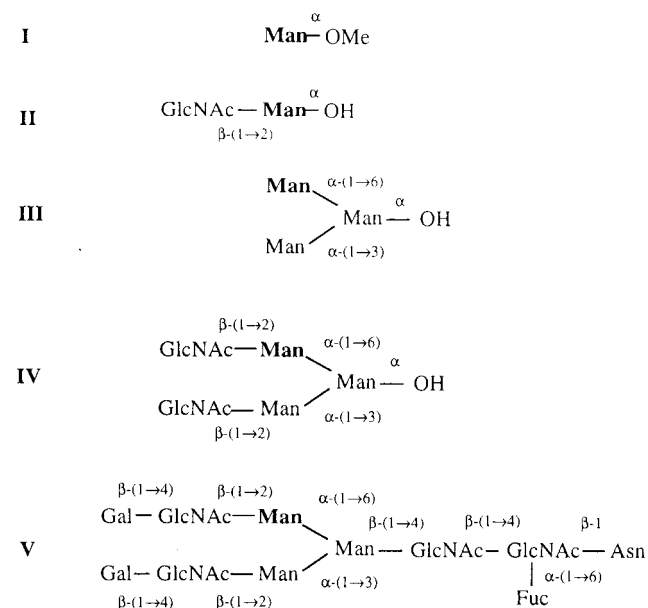 α
I Man—OMe
α
II GlcNAc—Man—OH
β-(1→2)
Man α-(1→6)
α
III Man—OH
Man α-(1→3)
β-(1→2)
GlcNAc—Man α-(1→6)
α
IV Man—OH
GlcNAc—Man
β-(1→2) α-(1→3)
β-(1→4) β-(1→2) α-(1→6)
Gal—GlcNAc—Man
β-(1→4) β-(1→4) β-1
V Man—GlcNAc—GlcNAc—Asn
Gal—GlcNAc—Man α-(1→3) α-(1→6)
β-(1→4) β-(1→2) Fuc